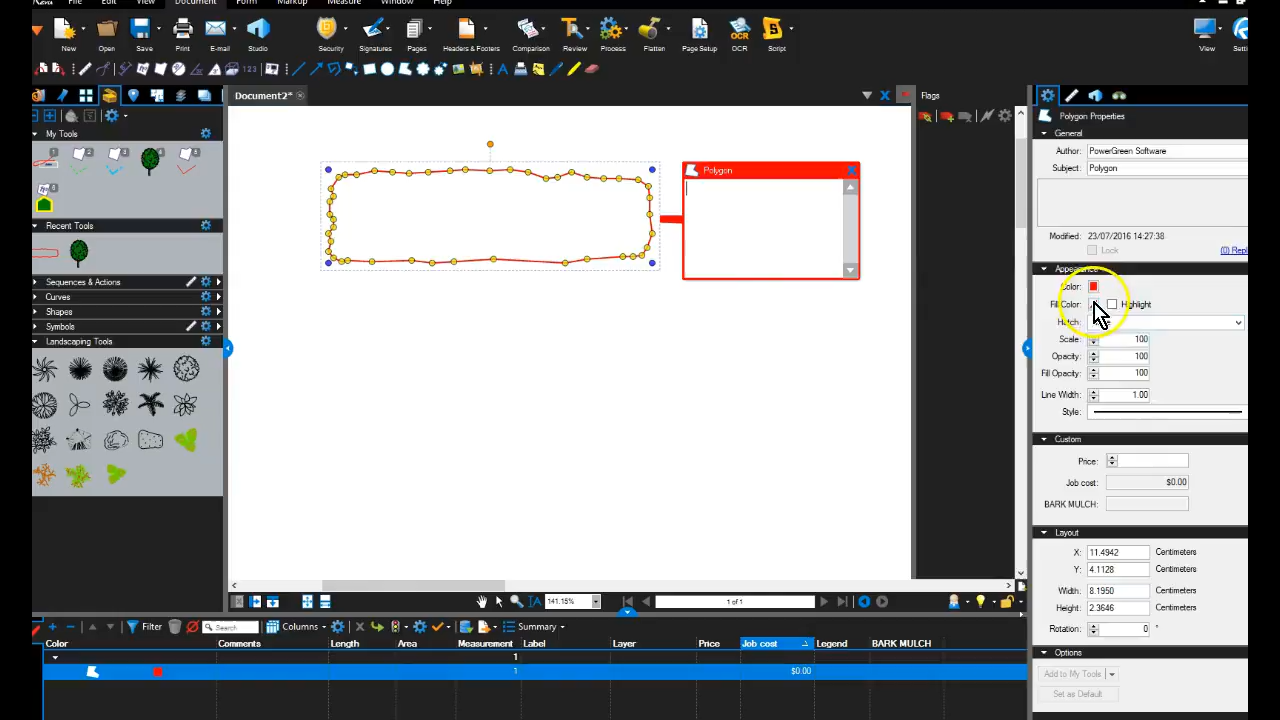 File Edit View Document Form Markup Measure Window Help
New Open Save Print E-mail Studio Security Signatures Pages Headers & Footers Comparison Review Process Flatten Page Setup OCR Script View
123
Document2*
Flags
My Tools
Recent Tools
Sequences & Actions
Curves
Shapes
Symbols
Landscaping Tools
Polygon
Polygon Properties
General
Author: PowerGreen Software
Subject: Polygon
Modified: 23/07/2016 14:27:38
Lock
Appearance
Color:
Fill Color: Highlight
Hatch:
Scale: 100
Opacity: 100
Fill Opacity: 100
Line Width: 1.00
Style:
Custom
Price:
Job cost: $0.00
BARK MULCH:
Layout
X: 11.4942 Centimeters
Y: 4.1128 Centimeters
Width: 8.1950 Centimeters
Height: 2.3646 Centimeters
Rotation: 0 °
Options
Add to My Tools
Set as Default
141.15% 1 of 1
Filter Search Columns Summary
Color Comments Length Area Measurement Label Layer Price Job cost Legend BARK MULCH
1
1 $0.00